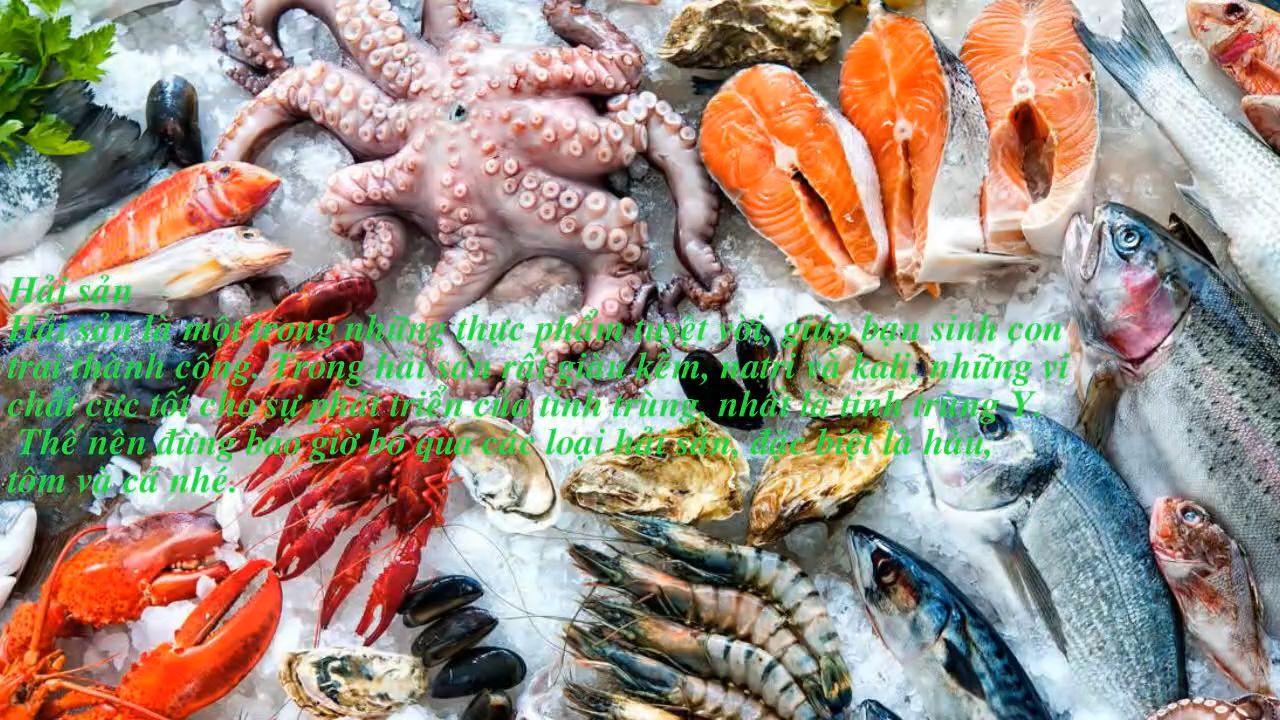 Hải sản
Hải sản là một trong những thực phẩm tuyệt vời, giúp bạn sinh con
trai thành công. Trong hải sản rất giàu kẽm, natri và kali, những vi
chất cực tốt cho sự phát triển của tinh trùng, nhất là tinh trùng Y.
Thế nên đừng bao giờ bỏ qua các loại hải sản, đặc biệt là hàu,
tôm và cá nhé.